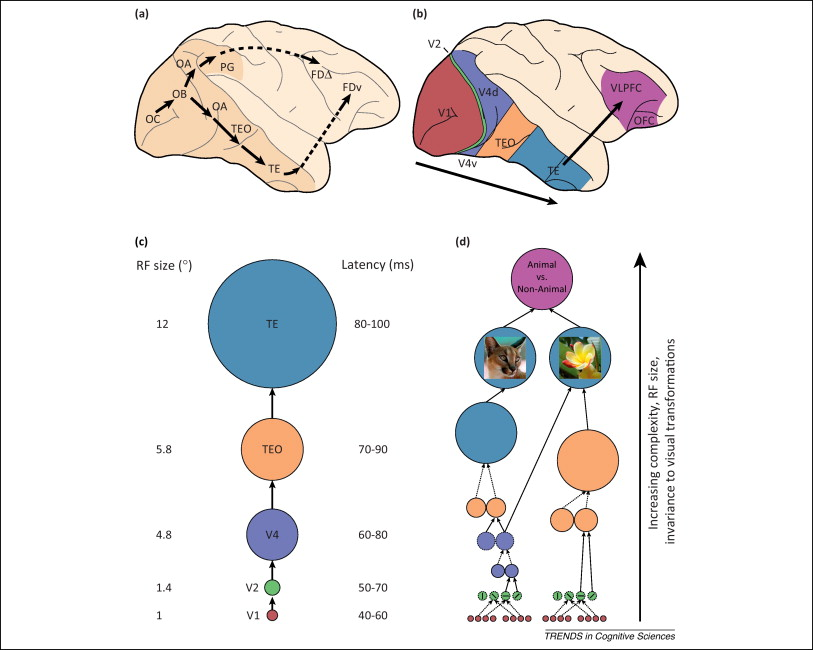 (a)
OA
PG
OB
OC
OA
TEO
TE
FDΔ
FDv
(b)
V2
V4d
V1
TEO
V4v
TE
VLPFC
OFC
(c)
RF size (°)
Latency (ms)
12
TE
80-100
5.8
TEO
70-90
4.8
V4
60-80
1.4
V2
50-70
1
V1
40-60
(d)
Animal
vs.
Non-Animal
Increasing complexity, RF size,
invariance to visual transformations
TRENDS in Cognitive Sciences